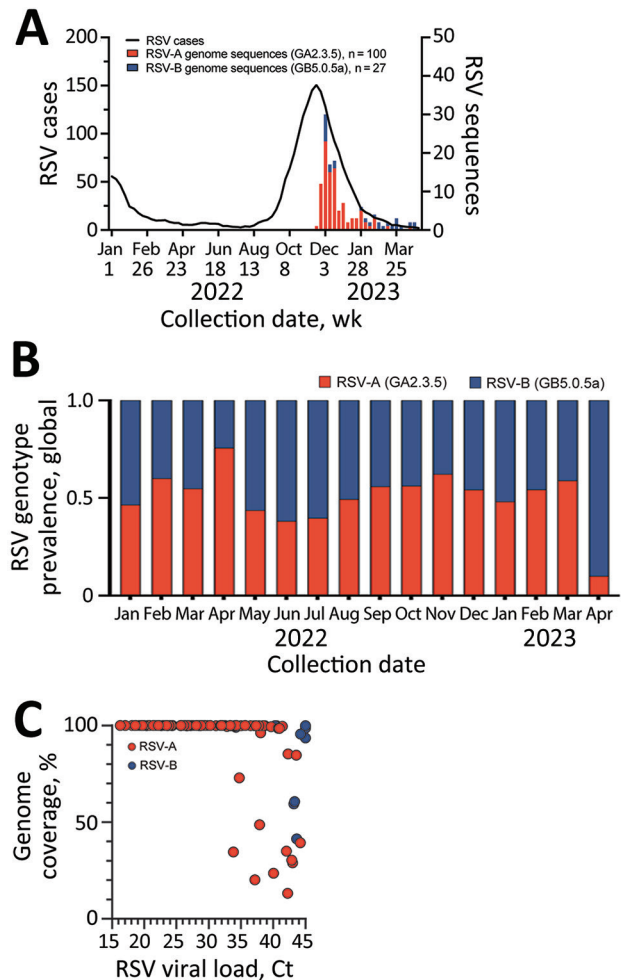 A
RSV cases
RSV-A genome sequences (GA2.3.5), n = 100
RSV-B genome sequences (GB5.0.5a), n = 27
200
150
100
50
0
RSV cases
50
40
30
20
10
0
RSV sequences
Jan Feb Apr Jun Aug Oct Dec Jan Mar
1 26 23 18 13 8 3 28 25
2022 2023
Collection date, wk
B
RSV-A (GA2.3.5) RSV-B (GB5.0.5a)
1.0
0.5
0
RSV genotype
prevalence, global
Jan Feb Mar Apr May Jun Jul Aug Sep Oct Nov Dec Jan Feb Mar Apr
2022 2023
Collection date
C
100
50
0
Genome
coverage, %
RSV-A
RSV-B
15 20 25 30 35 40 45
RSV viral load, Ct